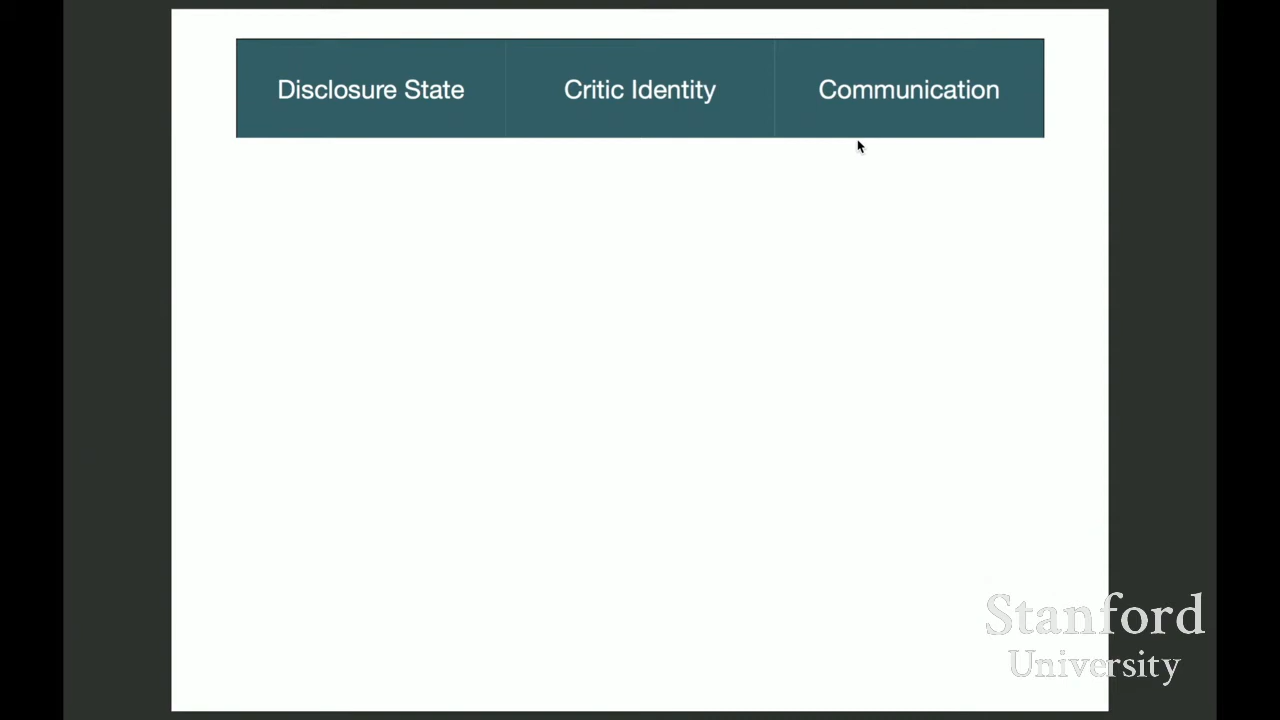 Disclosure State
Critic Identity
Communication
Stanford
University